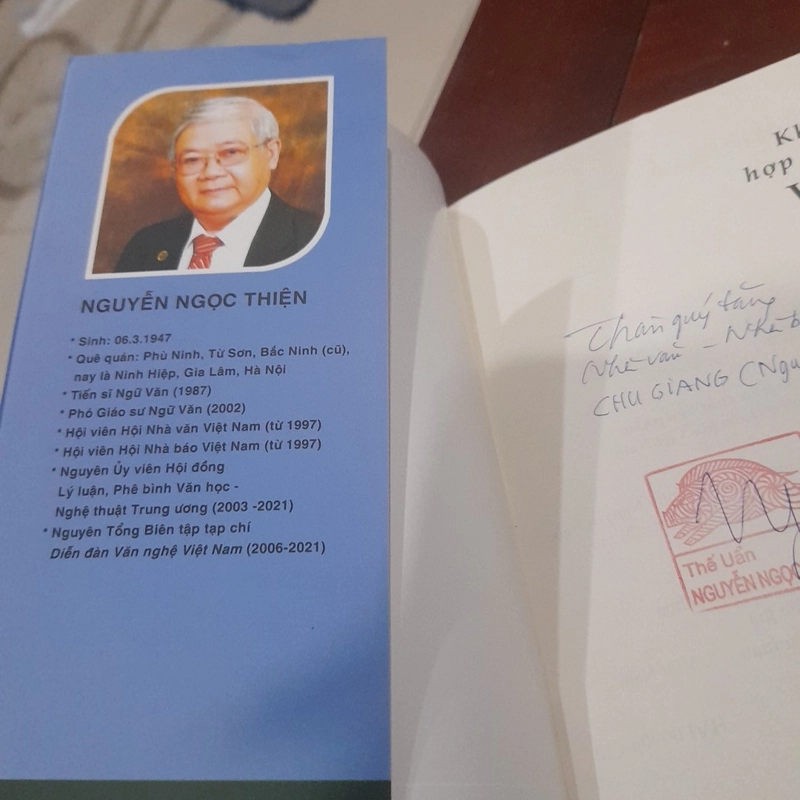 NGUYỄN NGỌC THIỆN
* Sinh: 06.3.1947
* Quê quán: Phù Ninh, Từ Sơn, Bắc Ninh (cũ),
nay là Ninh Hiệp, Gia Lâm, Hà Nội
* Tiến sĩ Ngữ Văn (1987)
* Phó Giáo sư Ngữ Văn (2002)
* Hội viên Hội Nhà văn Việt Nam (từ 1997)
* Hội viên Hội Nhà báo Việt Nam (từ 1997)
* Nguyên Ủy viên Hội đồng
Lý luận, Phê bình Văn học -
Nghệ thuật Trung ương (2003 -2021)
* Nguyên Tổng Biên tập tạp chí
Diễn đàn Văn nghệ Việt Nam (2006-2021)
hợp
Thân quý tặng
Nhà văn - Nhà b
CHU GIANG (Ngu
Thế Uẩn
NGUYỄN NGỌC